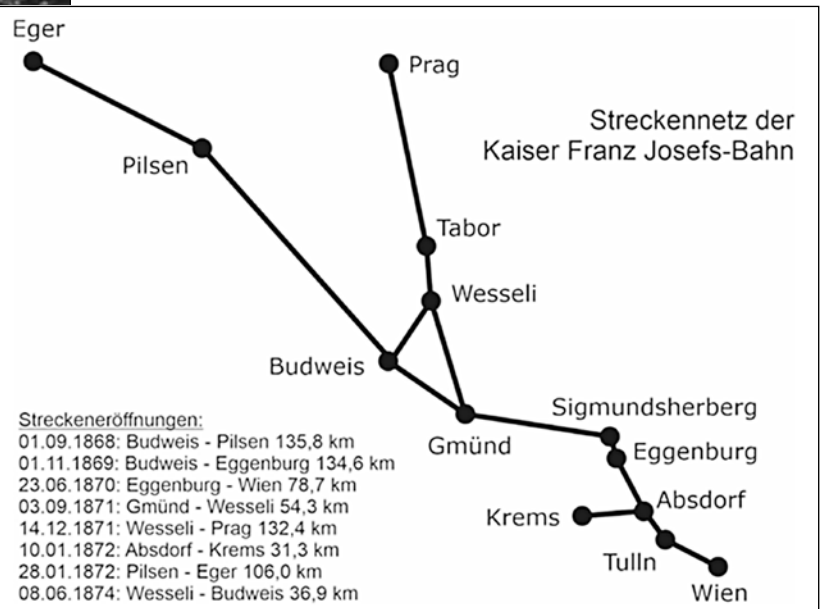 Eger
Prag
Streckennetz der
Kaiser Franz Josefs-Bahn
Pilsen
Tabor
Wesseli
Budweis
Sigmundsherberg
Gmünd
Eggenburg
Absdorf
Krems
Tulln
Wien
Streckeneröffnungen:
01.09.1868: Budweis - Pilsen 135,8 km
01.11.1869: Budweis - Eggenburg 134,6 km
23.06.1870: Eggenburg - Wien 78,7 km
03.09.1871: Gmünd - Wesseli 54,3 km
14.12.1871: Wesseli - Prag 132,4 km
10.01.1872: Absdorf - Krems 31,3 km
28.01.1872: Pilsen - Eger 106,0 km
08.06.1874: Wesseli - Budweis 36,9 km